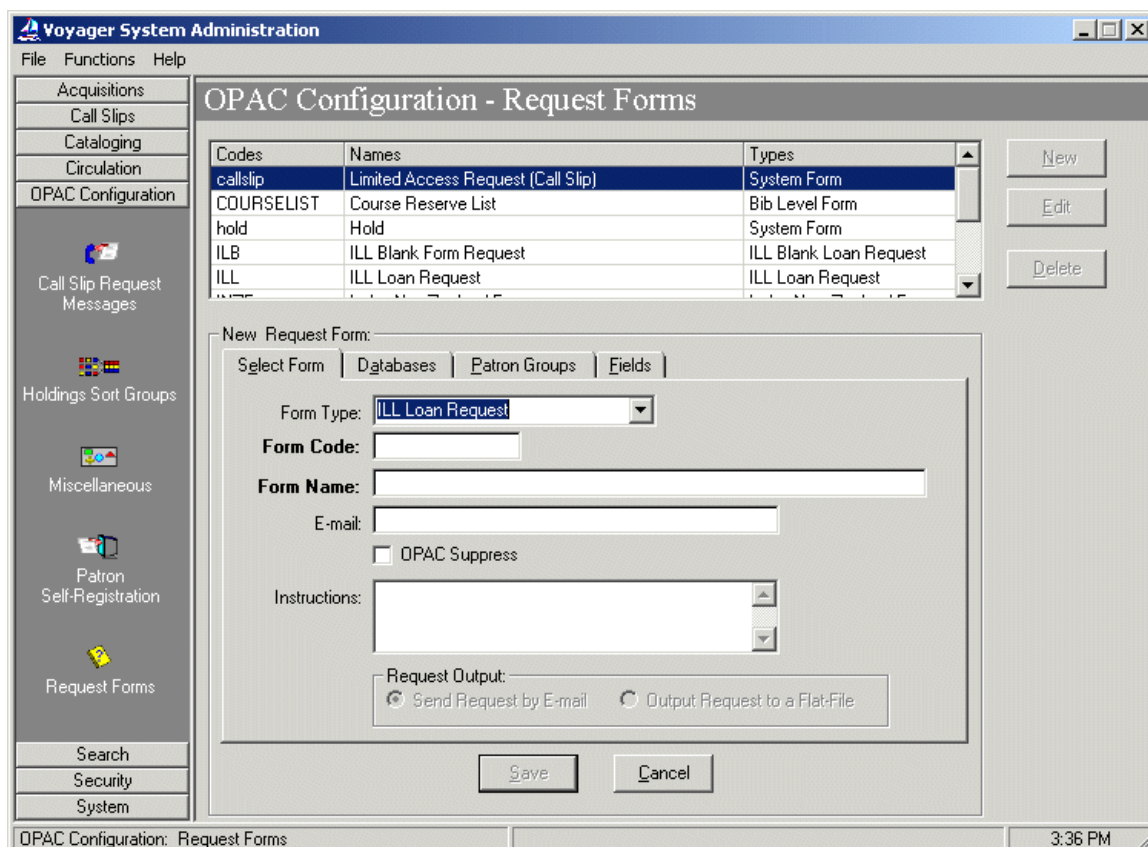 Voyager System Administration
File Functions Help
Acquisitions
Call Slips
Cataloging
Circulation
OPAC Configuration
Call Slip Request
Messages
Holdings Sort Groups
Miscellaneous
Patron
Self-Registration
Request Forms
Search
Security
System
OPAC Configuration - Request Forms
Codes Names Types
callslip Limited Access Request (Call Slip) System Form
COURSELIST Course Reserve List Bib Level Form
hold Hold System Form
ILB ILL Blank Form Request ILL Blank Loan Request
ILL ILL Loan Request ILL Loan Request
New
Edit
Delete
New Request Form:
Select Form Databases Patron Groups Fields
Form Type: ILL Loan Request
Form Code:
Form Name:
E-mail:
OPAC Suppress
Instructions:
Request Output:
Send Request by E-mail Output Request to a Flat-File
Save Cancel
OPAC Configuration: Request Forms 3:36 PM